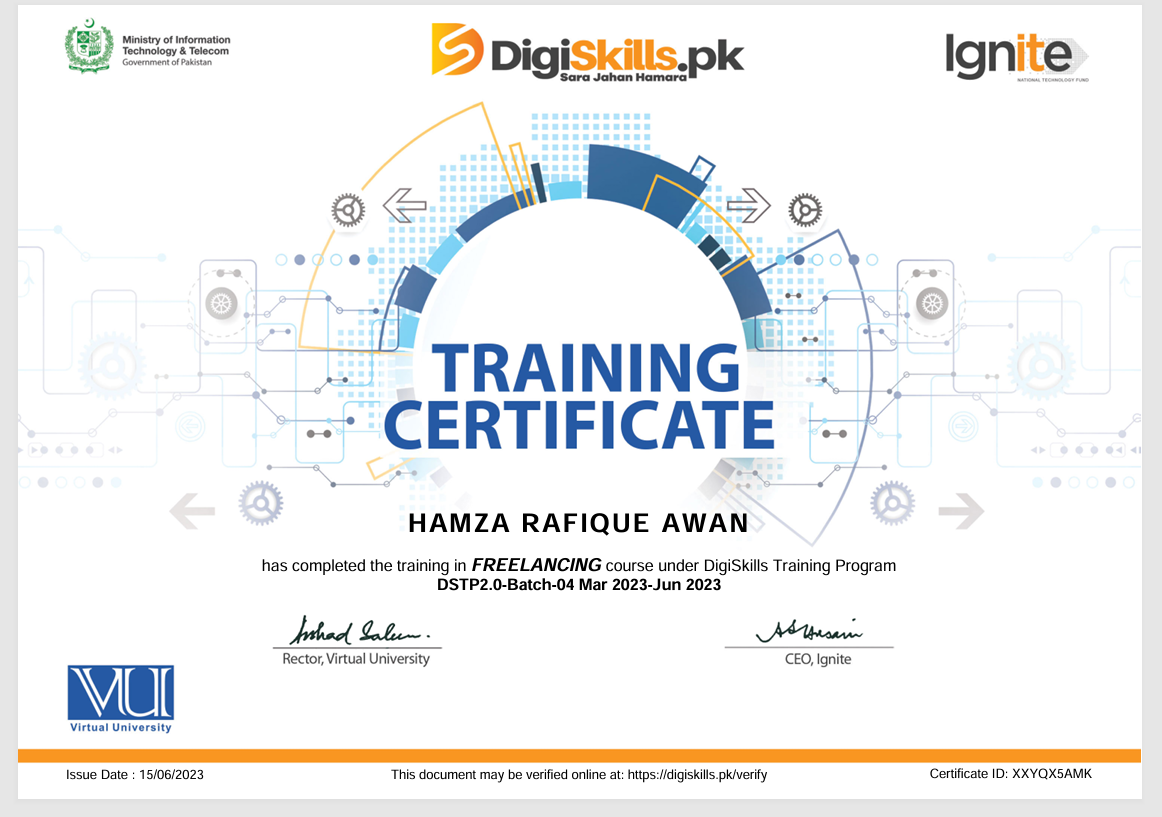 Ministry of Information
Technology & Telecom
Government of Pakistan
DigiSkills.pk
Sara Jahan Hamara
Ignite
NATIONAL TECHNOLOGY FUND
TRAINING
CERTIFICATE
HAMZA RAFIQUE AWAN
has completed the training in FREELANCING course under DigiSkills Training Program
DSTP2.0-Batch-04 Mar 2023-Jun 2023
Rector, Virtual University
CEO, Ignite
VU
Virtual University
Issue Date : 15/06/2023
This document may be verified online at: https://digiskills.pk/verify
Certificate ID: XXYQX5AMK